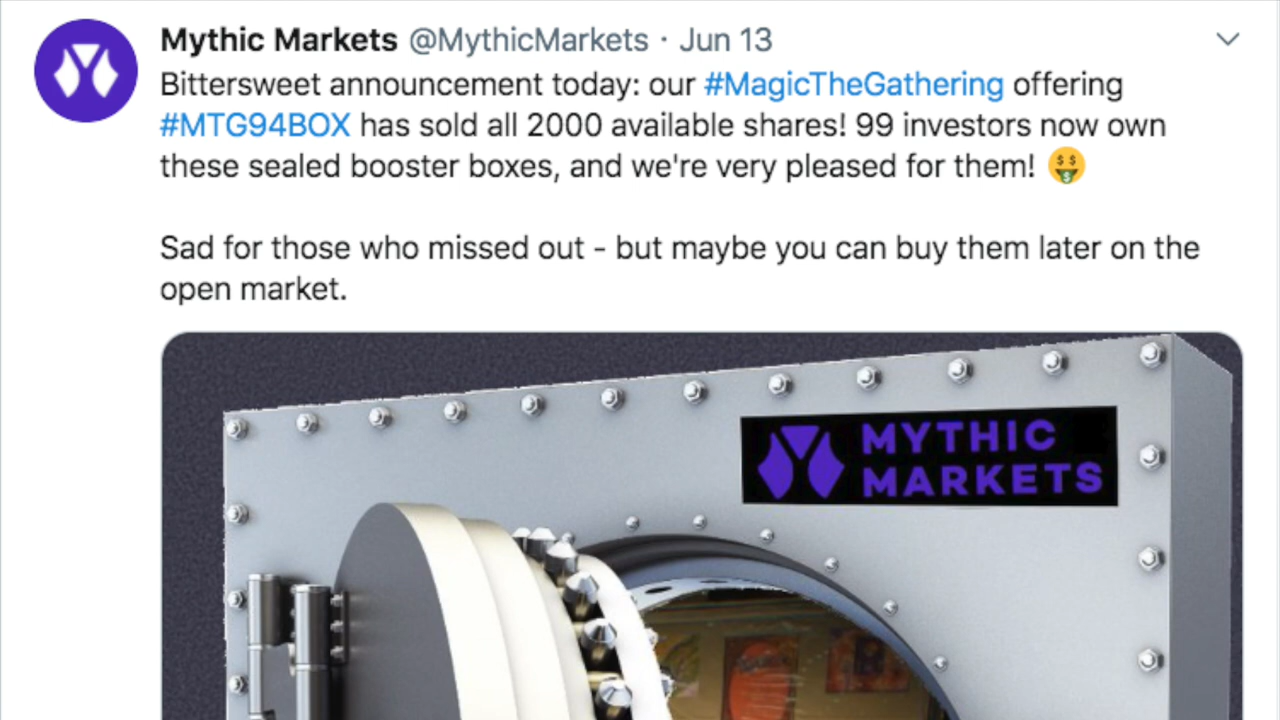 Mythic Markets @MythicMarkets · Jun 13
Bittersweet announcement today: our #MagicTheGathering offering
#MTG94BOX has sold all 2000 available shares! 99 investors now own
these sealed booster boxes, and we're very pleased for them! 🤑
Sad for those who missed out - but maybe you can buy them later on the
open market.
MYTHIC
MARKETS